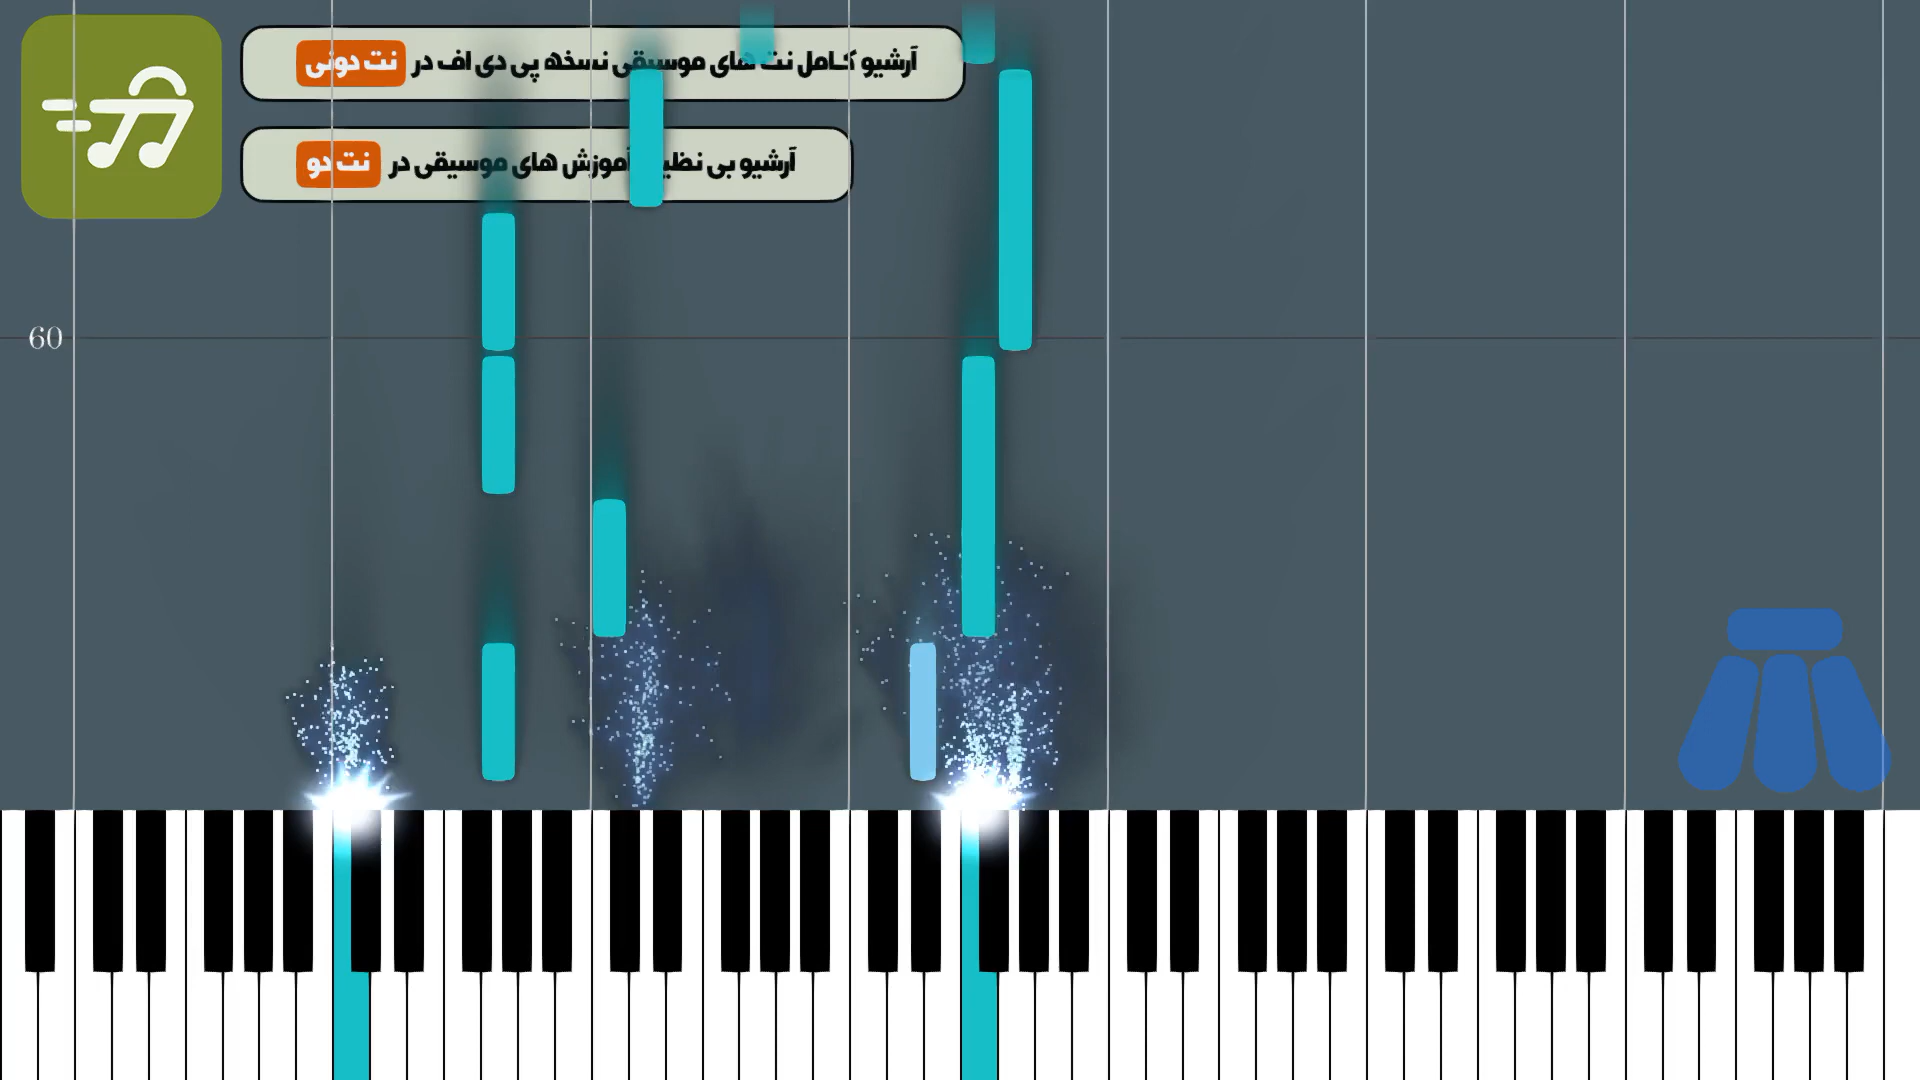 آرشیو کامل نت های موسیقی نسخه پی دی اف در نت دونی
آرشیو بی نظیر آموزش های موسیقی در نت دو
60